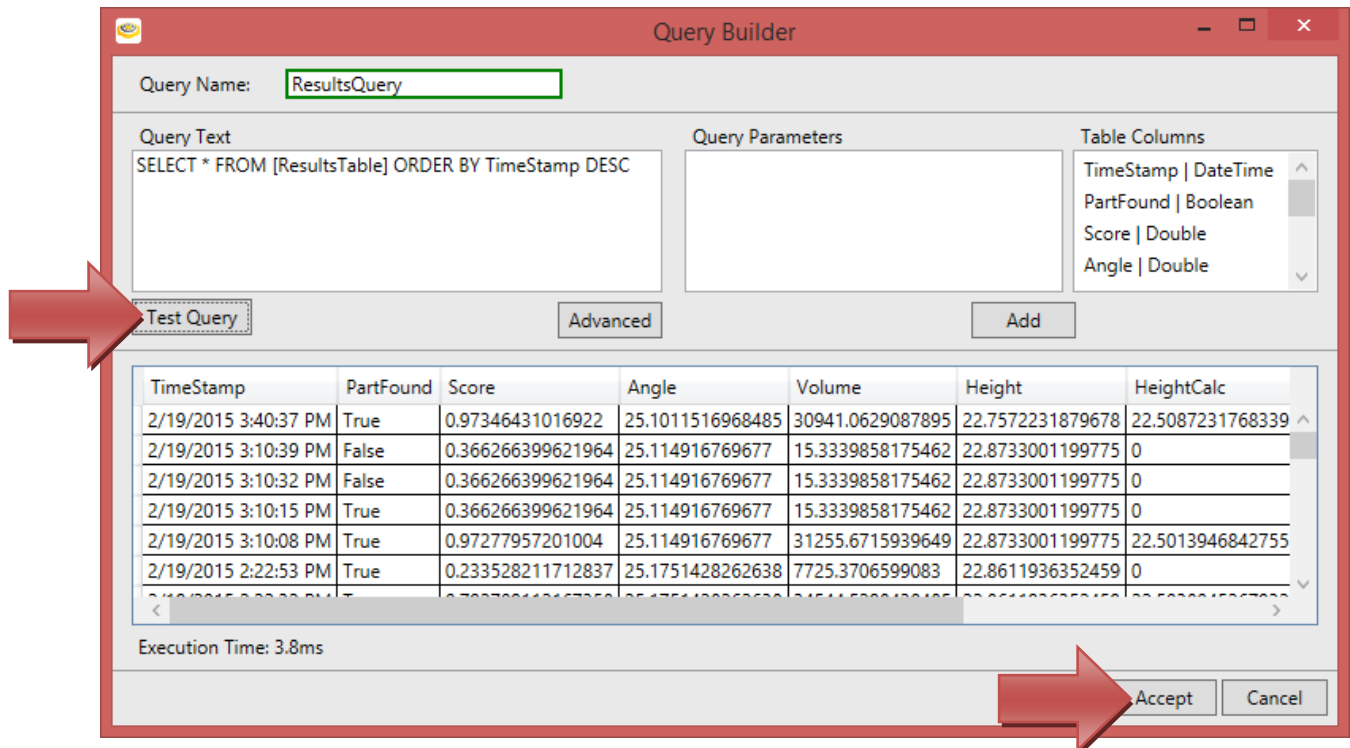 Query Builder
Query Name: ResultsQuery
Query Text Query Parameters Table Columns
SELECT * FROM [ResultsTable] ORDER BY TimeStamp DESC
TimeStamp | DateTime
PartFound | Boolean
Score | Double
Angle | Double
Test Query Advanced Add
TimeStamp PartFound Score Angle Volume Height HeightCalc
2/19/2015 3:40:37 PM True 0.97346431016922 25.1011516968485 30941.0629087895 22.7572231879678 22.5087231768339
2/19/2015 3:10:39 PM False 0.366266399621964 25.114916769677 15.3339858175462 22.8733001199775 0
2/19/2015 3:10:32 PM False 0.366266399621964 25.114916769677 15.3339858175462 22.8733001199775 0
2/19/2015 3:10:15 PM True 0.366266399621964 25.114916769677 15.3339858175462 22.8733001199775 0
2/19/2015 3:10:08 PM True 0.97277957201004 25.114916769677 31255.6715939649 22.8733001199775 22.5013946842755
2/19/2015 2:22:53 PM True 0.233528211712837 25.1751428262638 7725.3706599083 22.8611936352459 0
Execution Time: 3.8ms
Accept Cancel